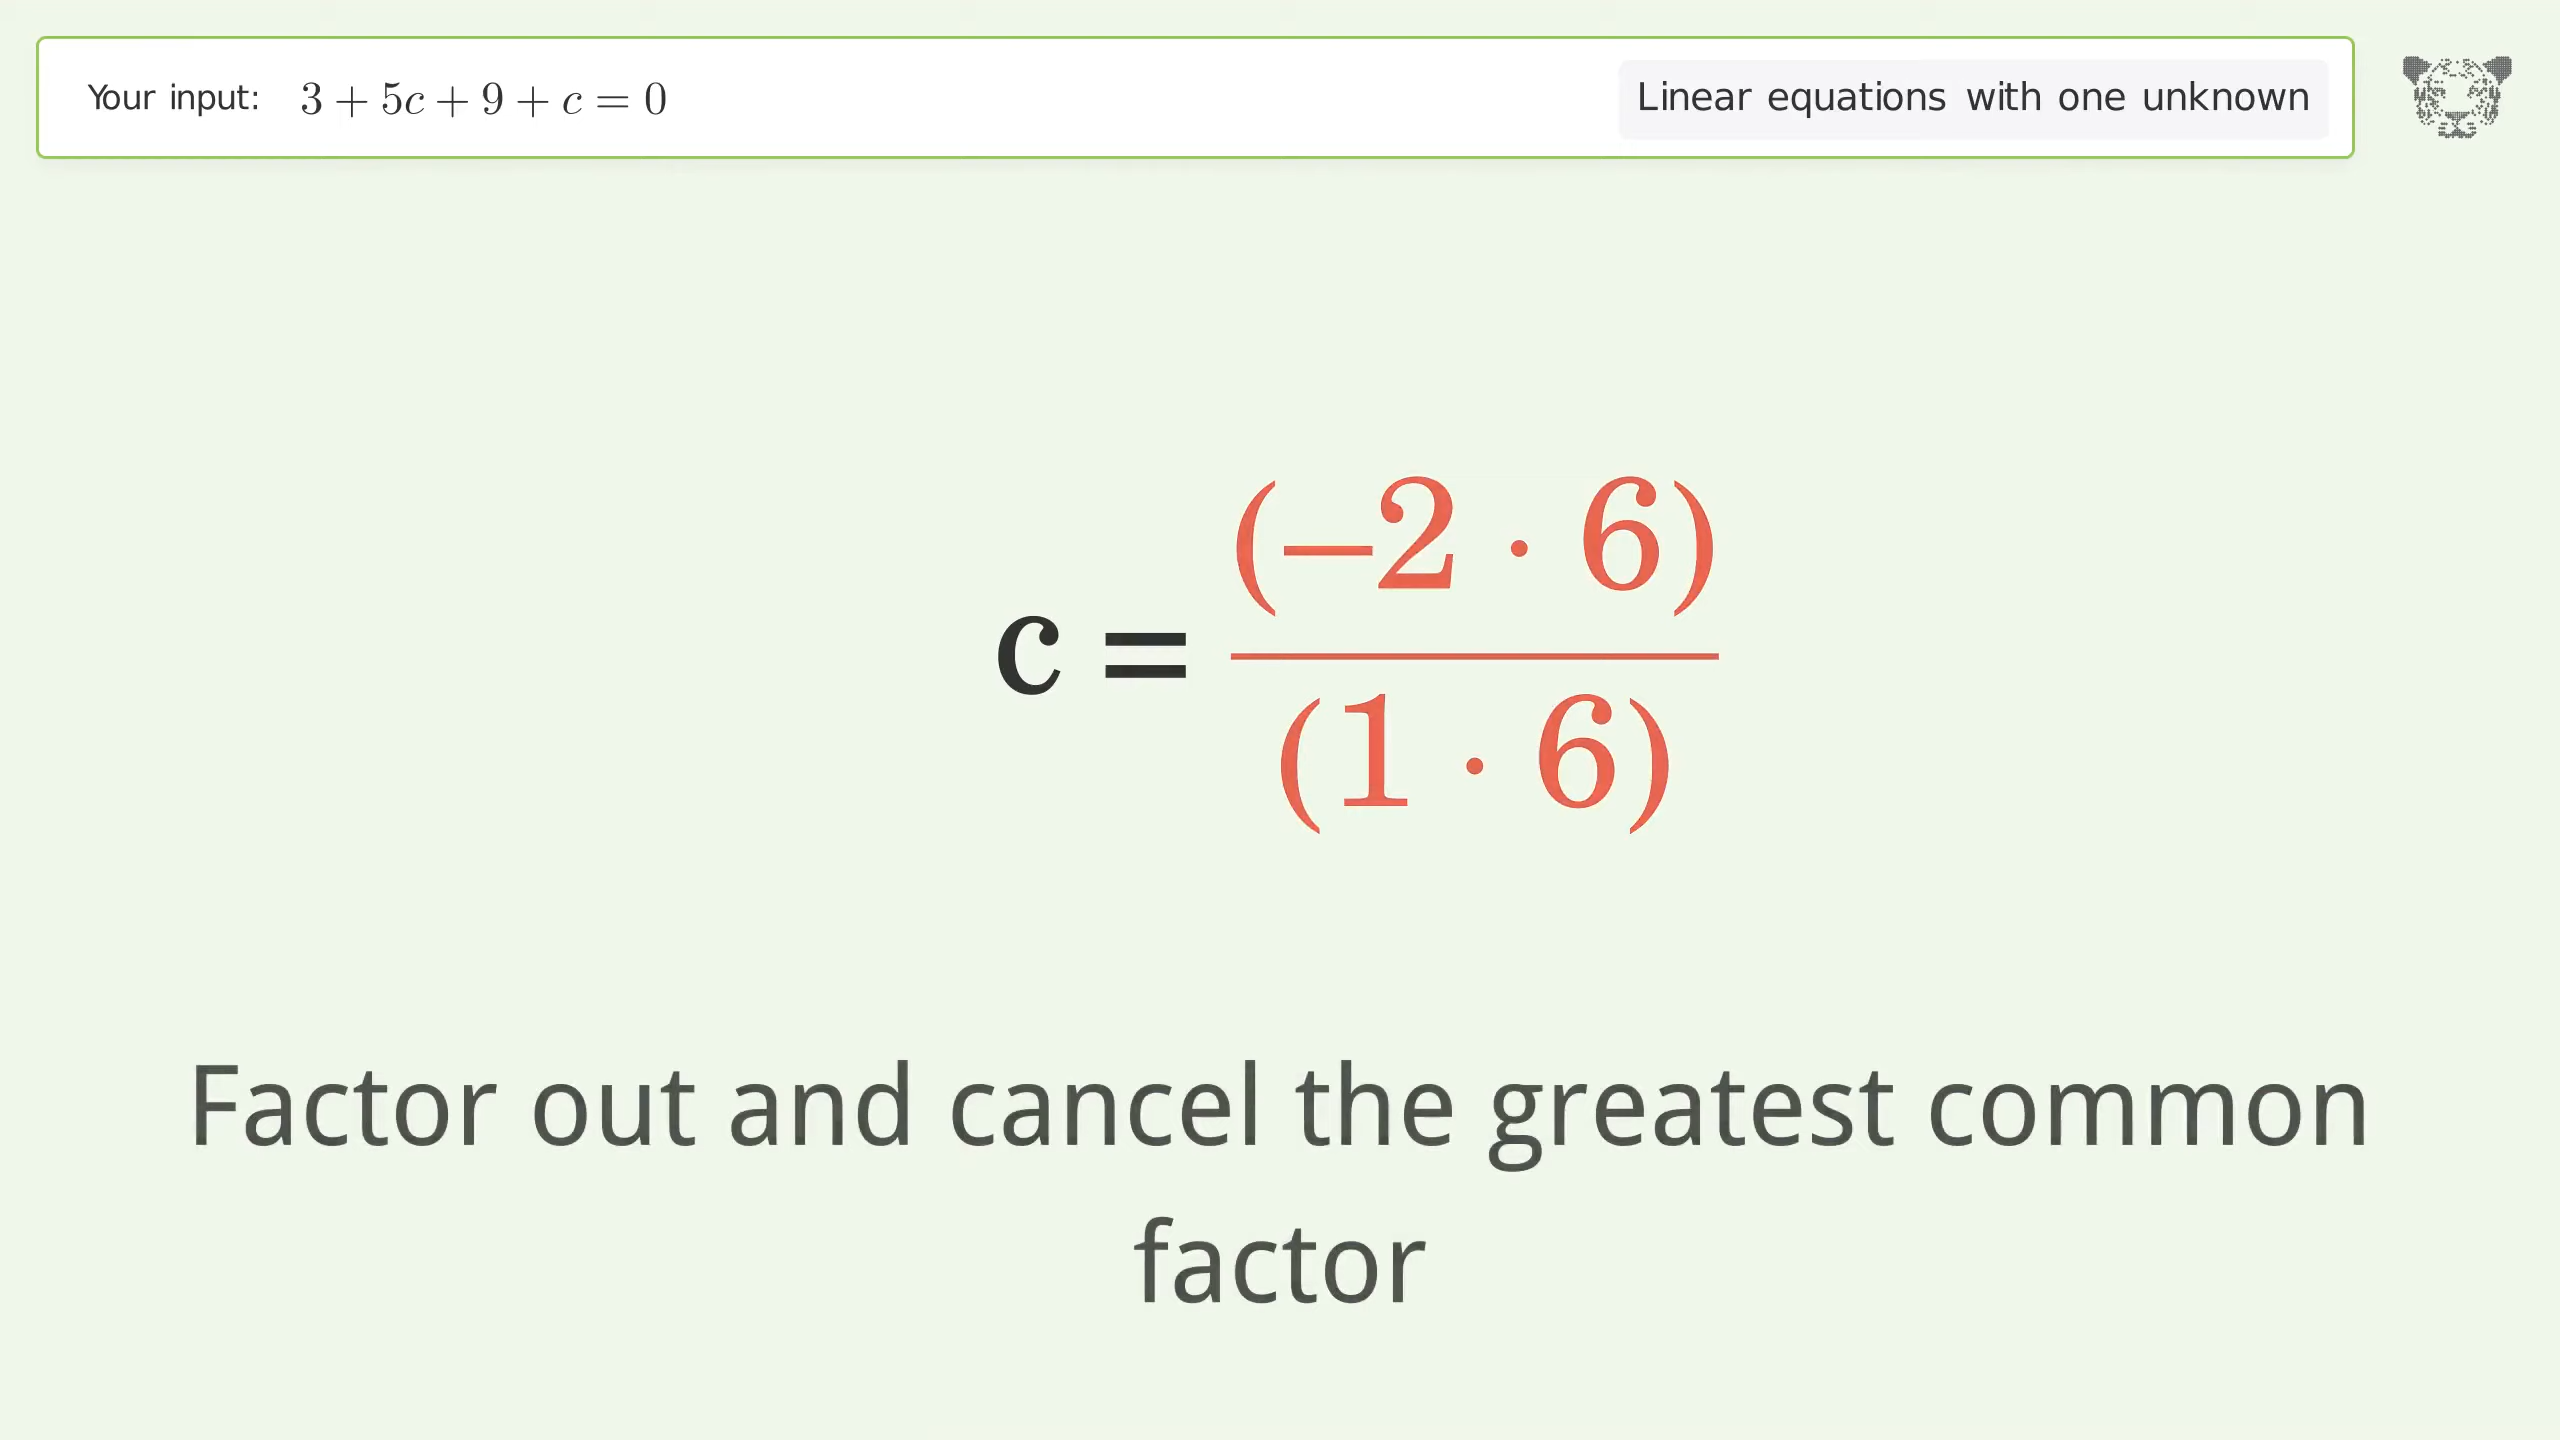 Your input: 3 + 5c + 9 + c = 0
Linear equations with one unknown
c = (–2 · 6) / (1 · 6)
Factor out and cancel the greatest common
factor